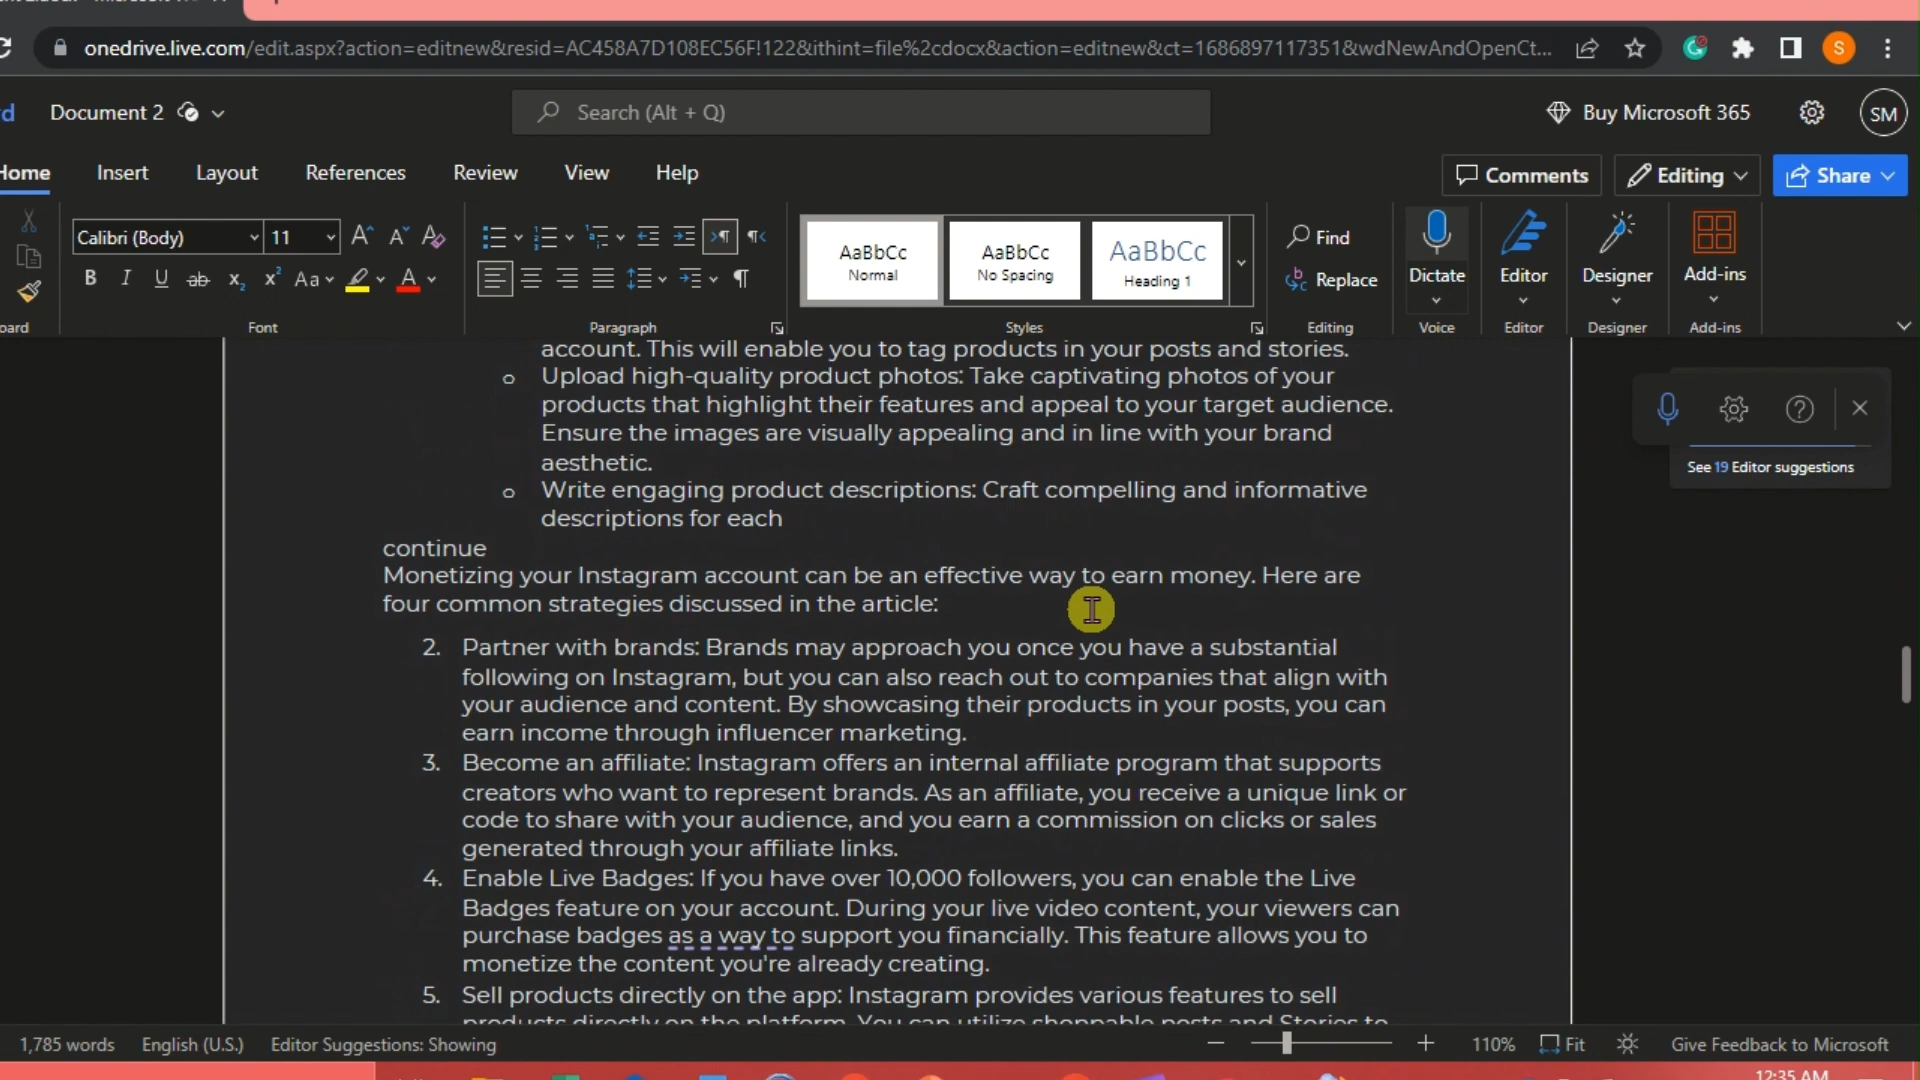 onedrive.live.com/edit.aspx?action=editnew&resid=AC458A7D108EC56F!122&ithint=file%2cdocx&action=editnew&ct=1686897117351&wdNewAndOpenCt...
S
Document 2
Search (Alt + Q)
Buy Microsoft 365
SM
Home Insert Layout References Review View Help
Comments Editing Share
Calibri (Body) 11
AaBbCc AaBbCc AaBbCc
Normal No Spacing Heading 1
Find
Replace
Dictate Editor Designer Add-ins
Font Paragraph Styles Editing Voice Editor Designer Add-ins
account. This will enable you to tag products in your posts and stories.
o Upload high-quality product photos: Take captivating photos of your
products that highlight their features and appeal to your target audience.
Ensure the images are visually appealing and in line with your brand
aesthetic.
See 19 Editor suggestions
o Write engaging product descriptions: Craft compelling and informative
descriptions for each
continue
Monetizing your Instagram account can be an effective way to earn money. Here are
four common strategies discussed in the article:
2. Partner with brands: Brands may approach you once you have a substantial
following on Instagram, but you can also reach out to companies that align with
your audience and content. By showcasing their products in your posts, you can
earn income through influencer marketing.
3. Become an affiliate: Instagram offers an internal affiliate program that supports
creators who want to represent brands. As an affiliate, you receive a unique link or
code to share with your audience, and you earn a commission on clicks or sales
generated through your affiliate links.
4. Enable Live Badges: If you have over 10,000 followers, you can enable the Live
Badges feature on your account. During your live video content, your viewers can
purchase badges as a way to support you financially. This feature allows you to
monetize the content you're already creating.
5. Sell products directly on the app: Instagram provides various features to sell
products directly on the platform. You can utilize shoppable posts and Stories to
1,785 words English (U.S.) Editor Suggestions: Showing
110% Fit Give Feedback to Microsoft
12:35 AM